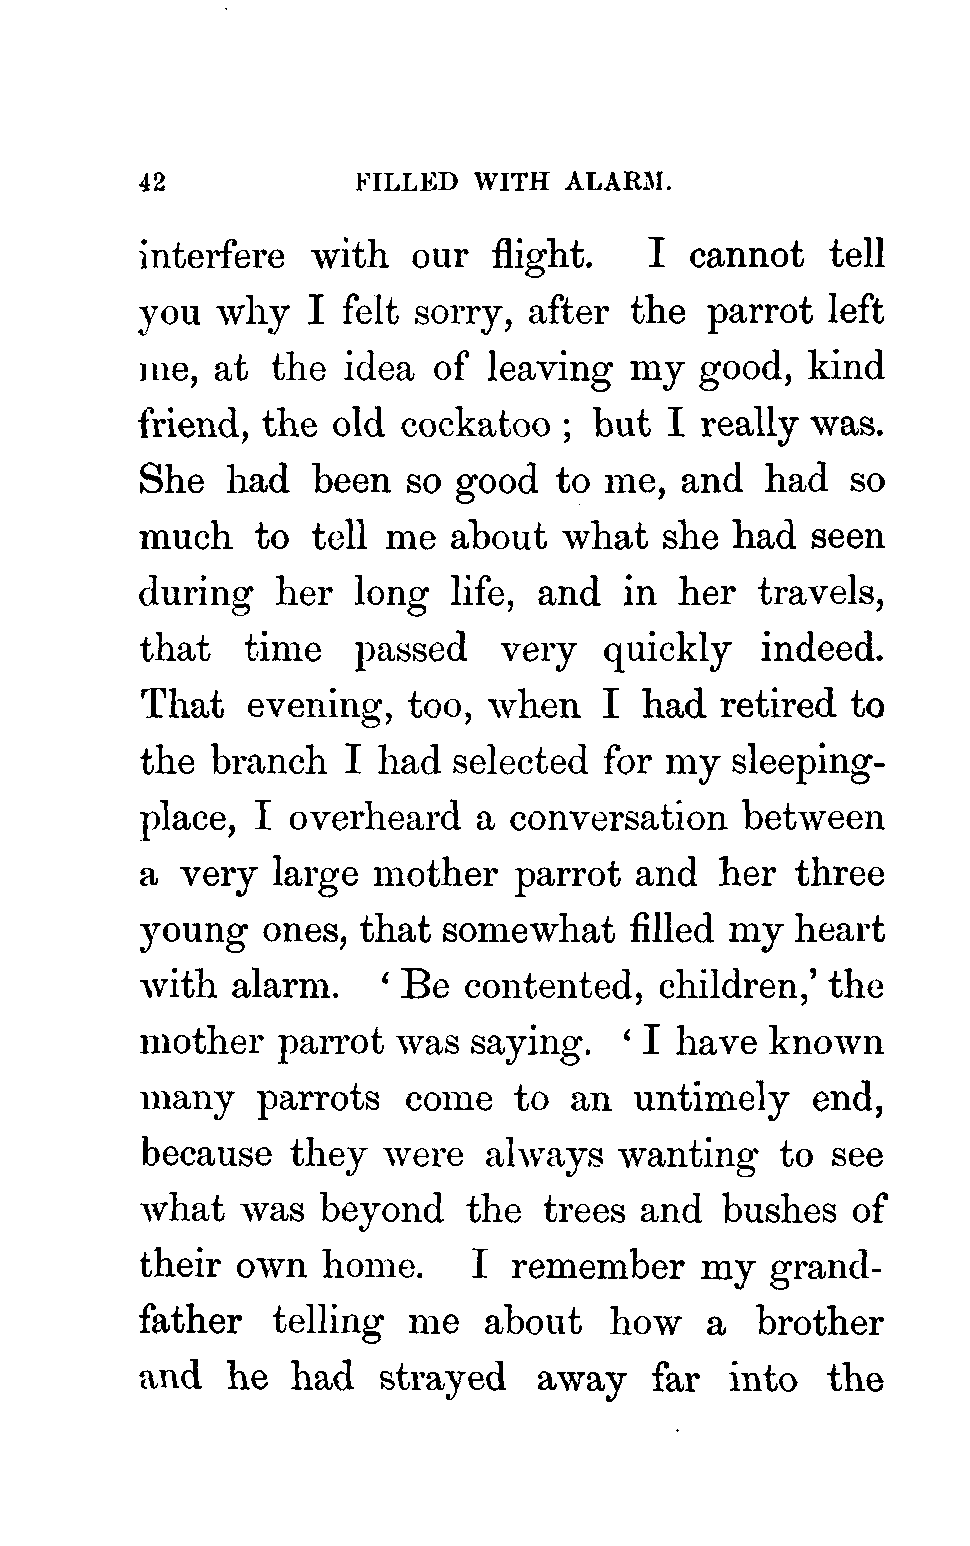 42 FILLED WITH ALARM.
interfere with our flight. I cannot tell
you why I felt sorry, after the parrot left
me, at the idea of leaving my good, kind
friend, the old cockatoo ; but I really was.
She had been so good to me, and had so
much to tell me about what she had seen
during her long life, and in her travels,
that time passed very quickly indeed.
That evening, too, when I had retired to
the branch I had selected for my sleeping-
place, I overheard a conversation between
a very large mother parrot and her three
young ones, that somewhat filled my heart
with alarm. ‘ Be contented, children,’ the
mother parrot was saying. ‘ I have known
many parrots come to an untimely end,
because they were always wanting to see
what was beyond the trees and bushes of
their own home. I remember my grand-
father telling me about how a brother
and he had strayed away far into the